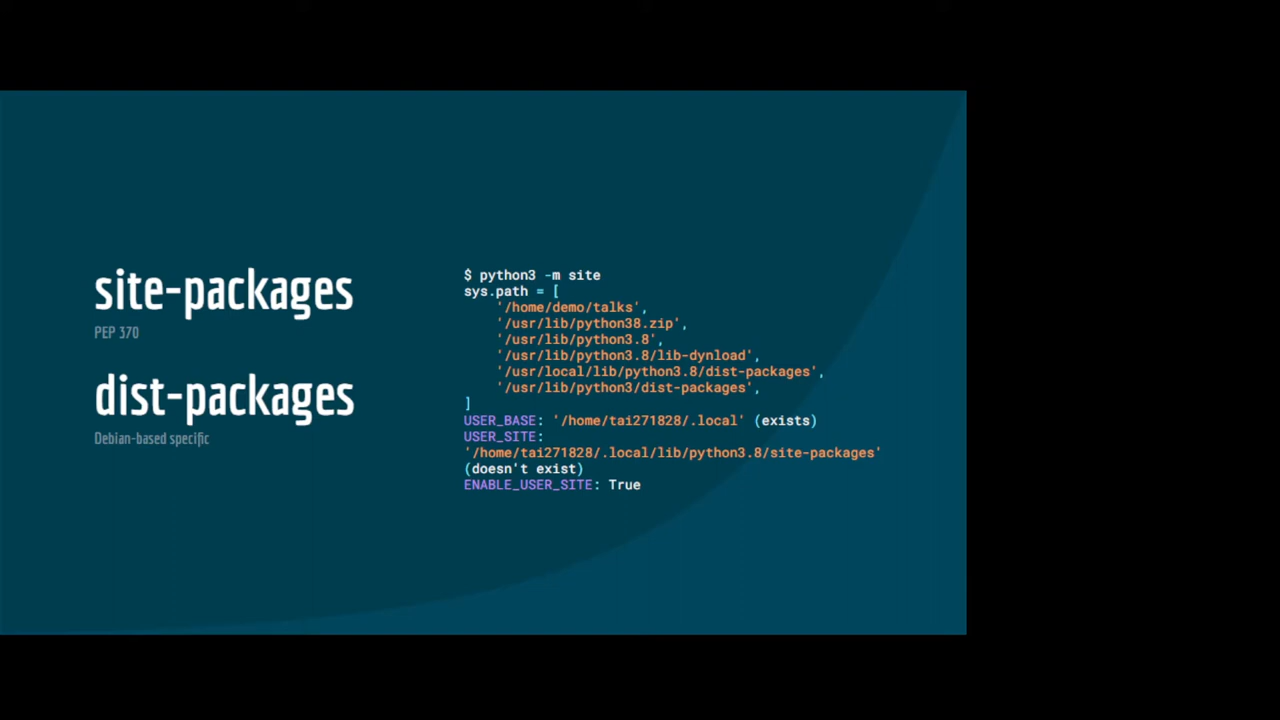 site-packages
PEP 370
dist-packages
Debian-based specific
$ python3 -m site
sys.path = [
    '/home/demo/talks',
    '/usr/lib/python38.zip',
    '/usr/lib/python3.8',
    '/usr/lib/python3.8/lib-dynload',
    '/usr/local/lib/python3.8/dist-packages',
    '/usr/lib/python3/dist-packages',
]
USER_BASE: '/home/tai271828/.local' (exists)
USER_SITE:
'/home/tai271828/.local/lib/python3.8/site-packages'
(doesn't exist)
ENABLE_USER_SITE: True